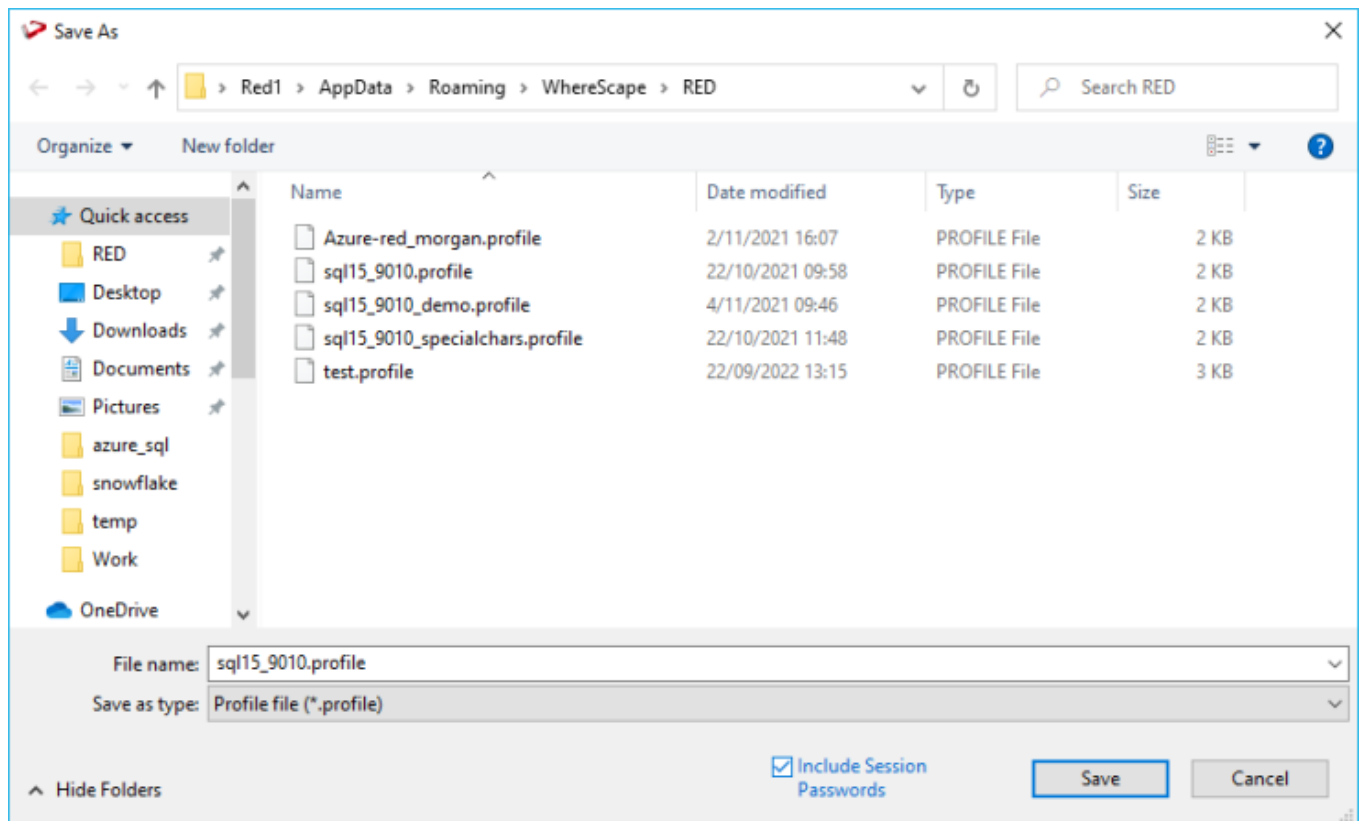 Save As
Red1 > AppData > Roaming > WhereScape > RED
Search RED
Organize
New folder
Name Date modified Type Size
Quick access
RED
Desktop
Downloads
Documents
Pictures
azure_sql
snowflake
temp
Work
OneDrive
Azure-red_morgan.profile 2/11/2021 16:07 PROFILE File 2 KB
sql15_9010.profile 22/10/2021 09:58 PROFILE File 2 KB
sql15_9010_demo.profile 4/11/2021 09:46 PROFILE File 2 KB
sql15_9010_specialchars.profile 22/10/2021 11:48 PROFILE File 2 KB
test.profile 22/09/2022 13:15 PROFILE File 3 KB
File name: sql15_9010.profile
Save as type: Profile file (*.profile)
Hide Folders
Include Session
Passwords
Save
Cancel